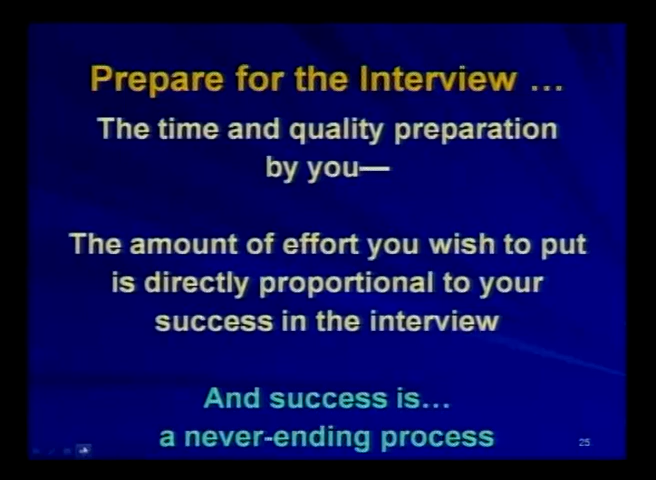 Prepare for the Interview …
The time and quality preparation
by you—
The amount of effort you wish to put
is directly proportional to your
success in the interview
And success is…
a never-ending process
25